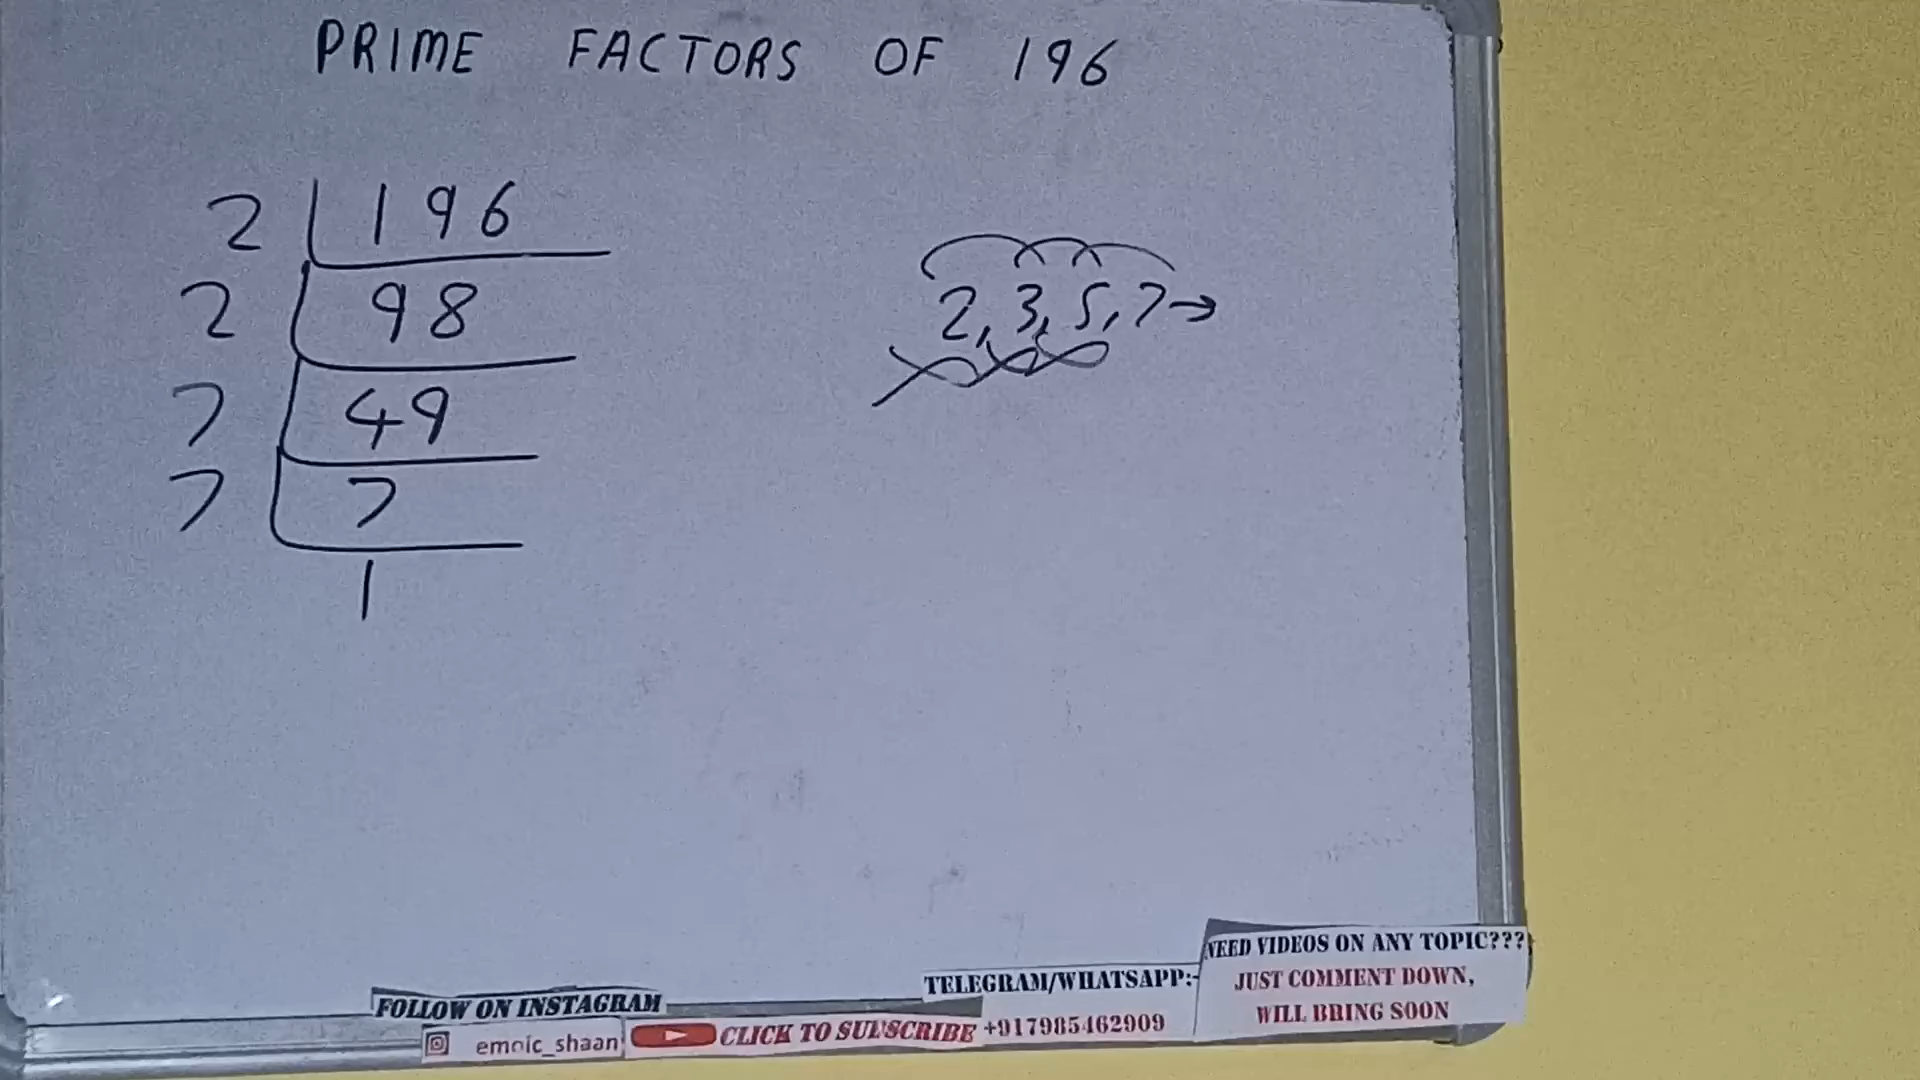 PRIME FACTORS OF 196
2 196
2 98
7 49
7 7
1
2, 3, 5, 7→
NEED VIDEOS ON ANY TOPIC???
JUST COMMENT DOWN,
WILL BRING SOON
TELEGRAM/WHATSAPP:-
+917985462909
FOLLOW ON INSTAGRAM
emoic_shaan
CLICK TO SUBSCRIBE